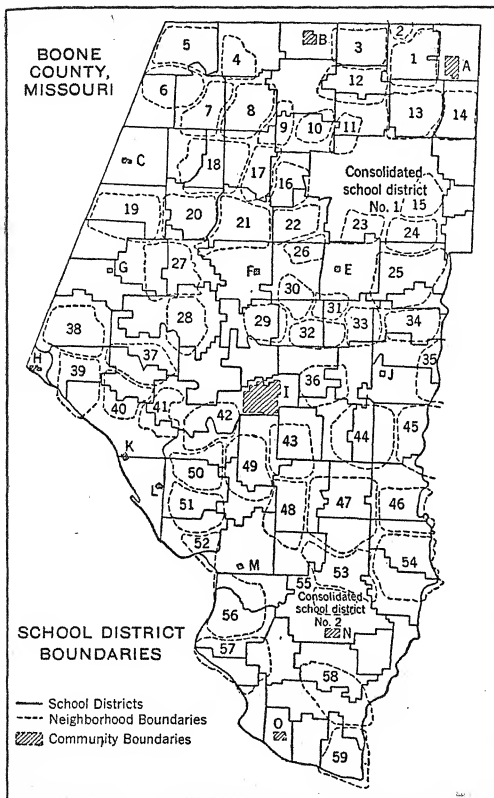 BOONE
COUNTY,
MISSOURI
5
4
B
3
2
1
A
6
7
8
12
9
10
11
13
14
C
18
17
16
Consolidated
school district
No. 1
15
19
20
21
22
23
24
G
27
F
26
E
25
30
38
28
29
32
31
33
34
H
39
37
35
40
41
42
I
36
J
K
43
44
45
L
50
49
51
48
47
46
52
M
53
54
55
Consolidated
school district
No. 2
N
56
57
58
O
59
SCHOOL DISTRICT
BOUNDARIES
School Districts
Neighborhood Boundaries
Community Boundaries